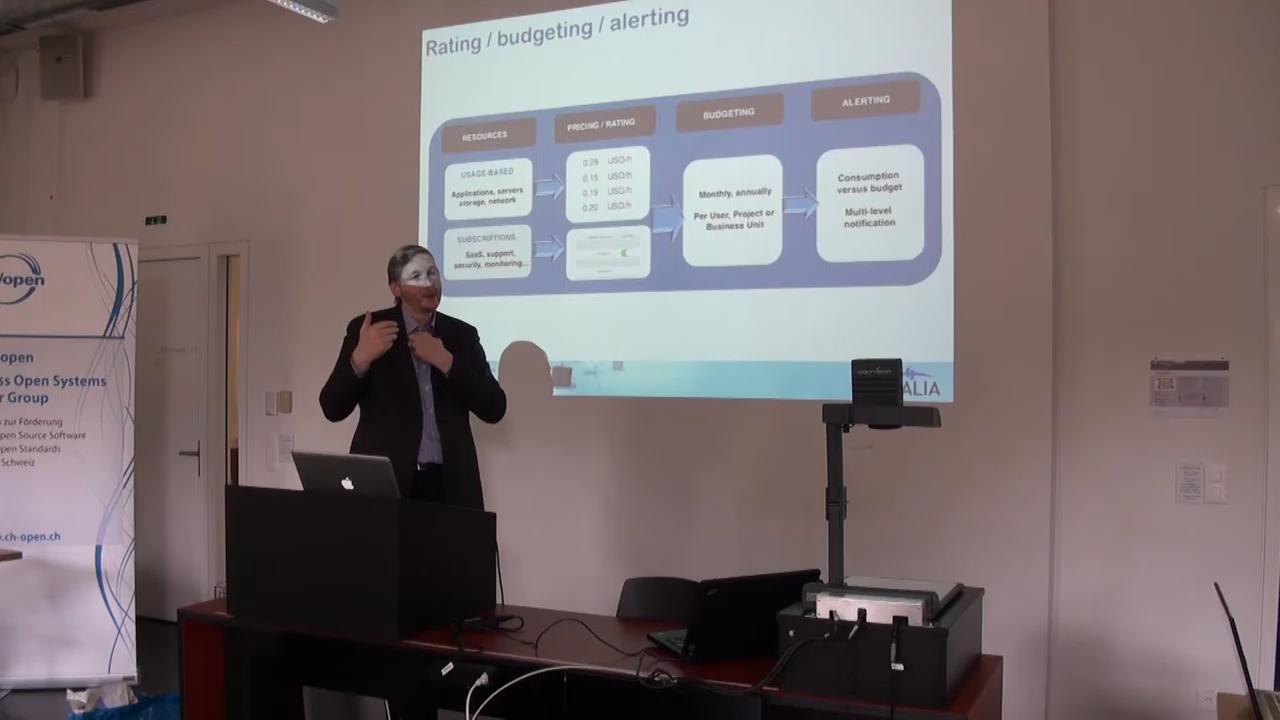 Rating / budgeting / alerting
RESOURCES
PRICING / RATING
BUDGETING
ALERTING
USAGE-BASED
Applications, servers
storage, network
0.28 USD/h
0.15 USD/h
0.19 USD/h
0.20 USD/h
SUBSCRIPTIONS
SaaS, support,
security, monitoring...
Monthly, annually
Per User, Project or
Business Unit
Consumption
versus budget
Multi-level
notification
ALIA
/open
open
ss Open Systems
r Group
zur Förderung
pen Source Software
pen Standards
Schweiz
.ch-open.ch